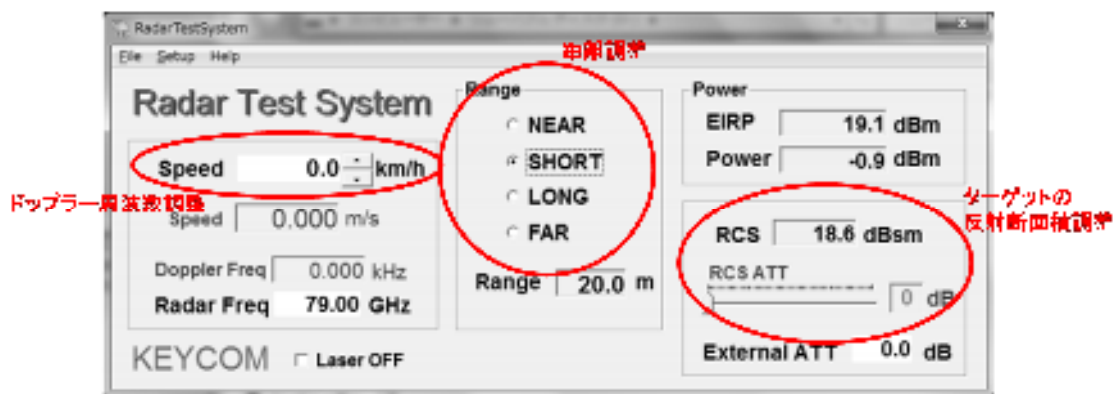 RadarTestSystem
File Setup Help
距離調整
Radar Test System
Range
NEAR
SHORT
LONG
FAR
Range 20.0 m
Power
EIRP 19.1 dBm
Power -0.9 dBm
Speed 0.0 km/h
ドップラー周波数調整
Speed 0.000 m/s
Doppler Freq 0.000 kHz
Radar Freq 79.00 GHz
ターゲットの
反射断面積調整
RCS 18.6 dBsm
RCS ATT
0 dB
External ATT 0.0 dB
KEYCOM Laser OFF